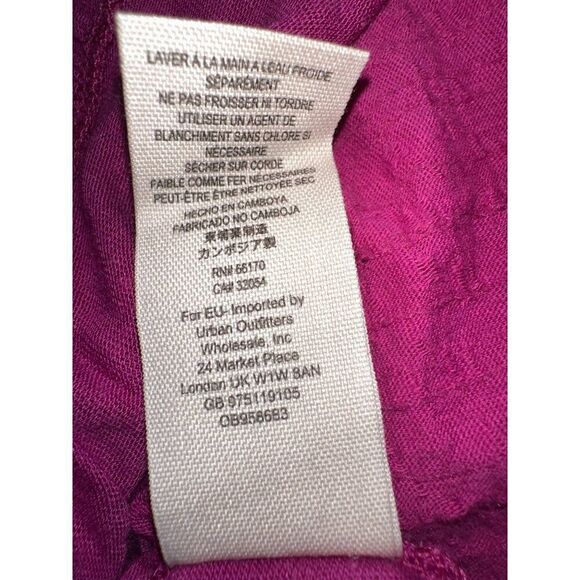 LAVER À LA MAIN A LEAU FROIDE
SÉPARÉMENT
NE PAS FROISSER NI TORDRE
UTILISER UN AGENT DE
BLANCHIMENT SANS CHLORE SI
NÉCESSAIRE
SÉCHER SUR CORDE
FAIBLE COMME FER NÉCESSAIRES
PEUT-ÊTRE ÊTRE NETTOYÉE SEC
HECHO EN CAMBOYA
FABRICADO NO CAMBOJA
柬埔寨制造
カンボジア製
RN# 66170
CA# 32054
For EU- Imported by
Urban Outfitters
Wholesale, Inc
24 Market Place
London UK W1W 8AN
GB 975119105
OB958683